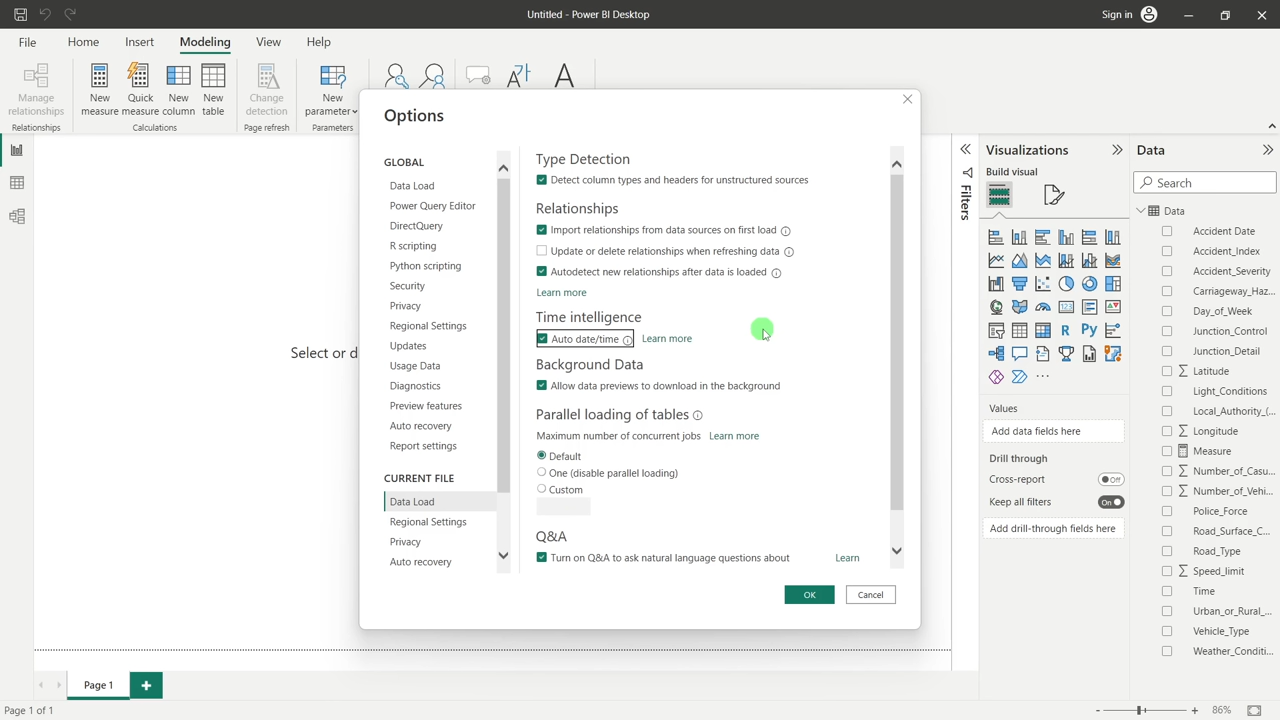 Untitled - Power BI Desktop
Sign in
File
Home
Insert
Modeling
View
Help
Manage relationships
New measure
Quick measure
New column
New table
Change detection
New parameter
Relationships
Calculations
Page refresh
Parameters
Options
GLOBAL
Data Load
Power Query Editor
DirectQuery
R scripting
Python scripting
Security
Privacy
Regional Settings
Updates
Usage Data
Diagnostics
Preview features
Auto recovery
Report settings
CURRENT FILE
Data Load
Regional Settings
Privacy
Auto recovery
Type Detection
Detect column types and headers for unstructured sources
Relationships
Import relationships from data sources on first load
Update or delete relationships when refreshing data
Autodetect new relationships after data is loaded
Learn more
Time intelligence
Auto date/time Learn more
Background Data
Allow data previews to download in the background
Parallel loading of tables
Maximum number of concurrent jobs Learn more
Default
One (disable parallel loading)
Custom
Q&A
Turn on Q&A to ask natural language questions about Learn
OK
Cancel
Select or d
Filters
Visualizations
Build visual
R
Py
123
...
Values
Add data fields here
Drill through
Cross-report
Off
Keep all filters
On
Add drill-through fields here
Data
Search
Data
Accident Date
Accident_Index
Accident_Severity
Carriageway_Haz...
Day_of_Week
Junction_Control
Junction_Detail
Latitude
Light_Conditions
Local_Authority_(...
Longitude
Measure
Number_of_Casu...
Number_of_Vehi...
Police_Force
Road_Surface_C...
Road_Type
Speed_limit
Time
Urban_or_Rural_...
Vehicle_Type
Weather_Conditi...
Page 1
Page 1 of 1
86%